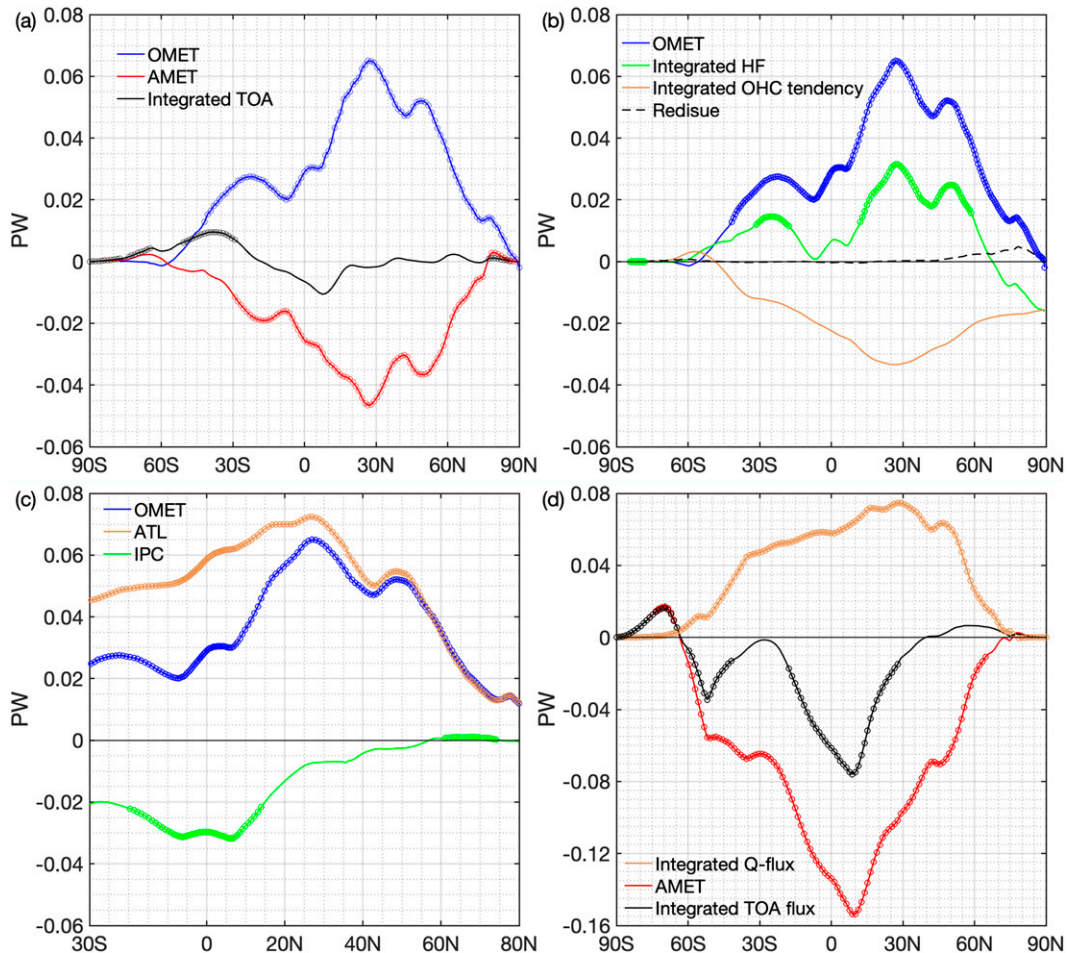 (a)
OMET
AMET
Integrated TOA
PW
0.08
0.06
0.04
0.02
0
-0.02
-0.04
-0.06
90S 60S 30S 0 30N 60N 90N
(b)
OMET
Integrated HF
Integrated OHC tendency
Redisue
PW
0.08
0.06
0.04
0.02
0
-0.02
-0.04
-0.06
90S 60S 30S 0 30N 60N 90N
(c)
OMET
ATL
IPC
PW
0.08
0.06
0.04
0.02
0
-0.02
-0.04
-0.06
30S 0 20N 40N 60N 80N
(d)
PW
0.08
0.04
0
-0.04
-0.08
-0.12
-0.16
Integrated Q-flux
AMET
Integrated TOA flux
90S 60S 30S 0 30N 60N 90N